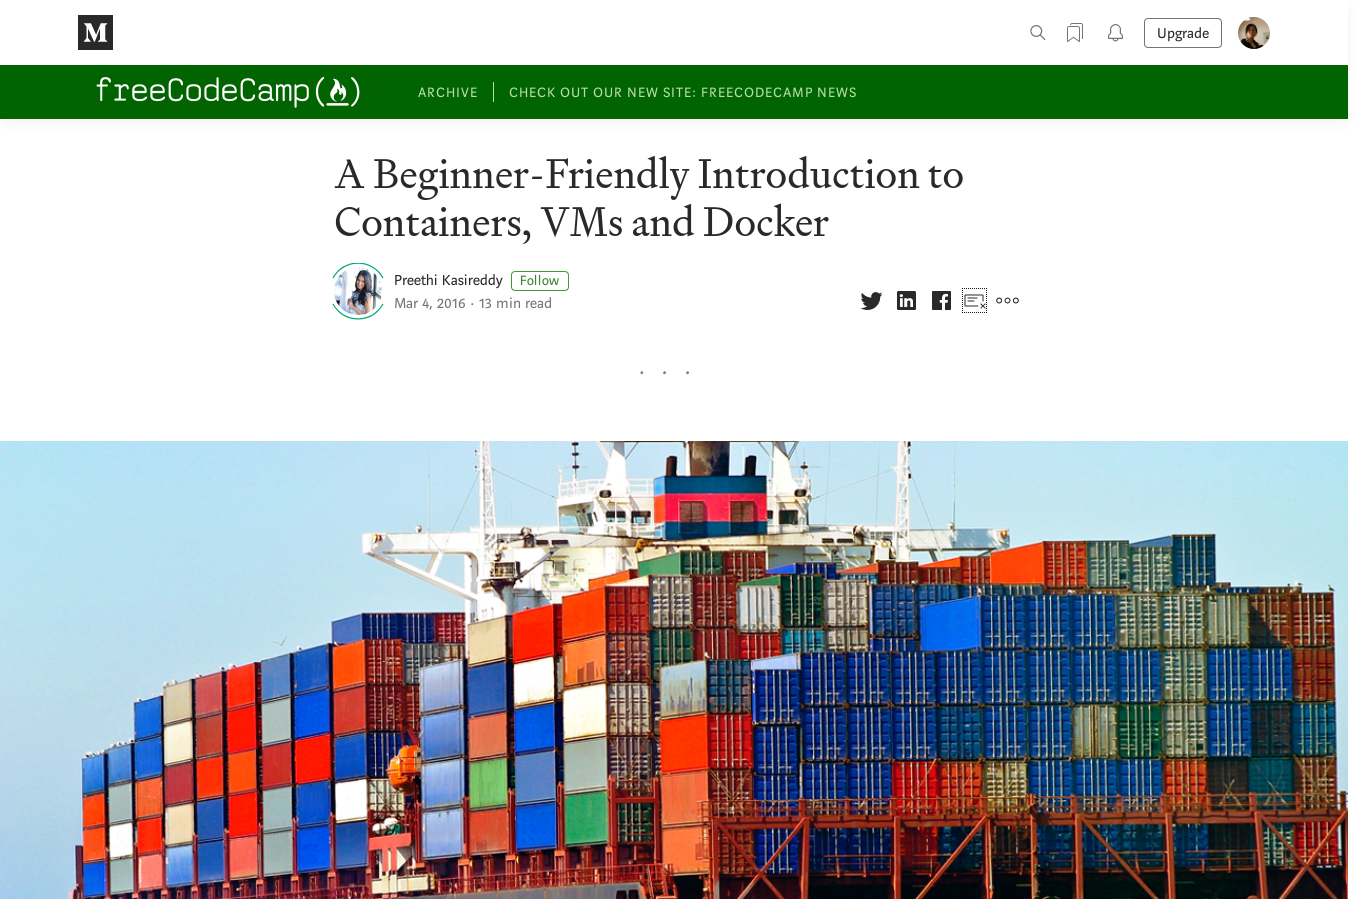 M
Upgrade
freeCodeCamp
ARCHIVE
CHECK OUT OUR NEW SITE: FREECODECAMP NEWS
A Beginner-Friendly Introduction to
Containers, VMs and Docker
Preethi Kasireddy Follow
Mar 4, 2016 · 13 min read
in f